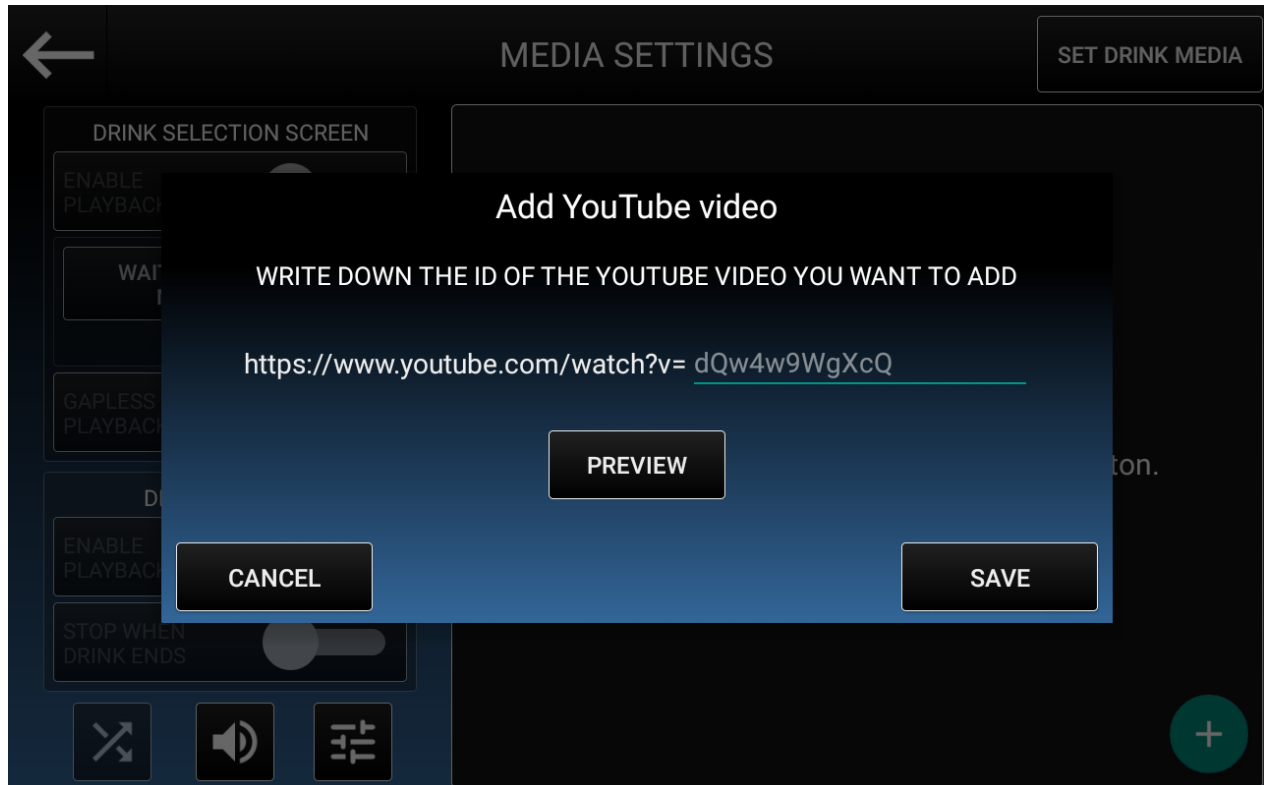 MEDIA SETTINGS
SET DRINK MEDIA
DRINK SELECTION SCREEN
ENABLE
PLAYBACK
Add YouTube video
WRITE DOWN THE ID OF THE YOUTUBE VIDEO YOU WANT TO ADD
https://www.youtube.com/watch?v= dQw4w9WgXcQ
GAPLESS
PLAYBACK
PREVIEW
ENABLE
PLAYBACK
CANCEL
SAVE
STOP WHEN
DRINK ENDS